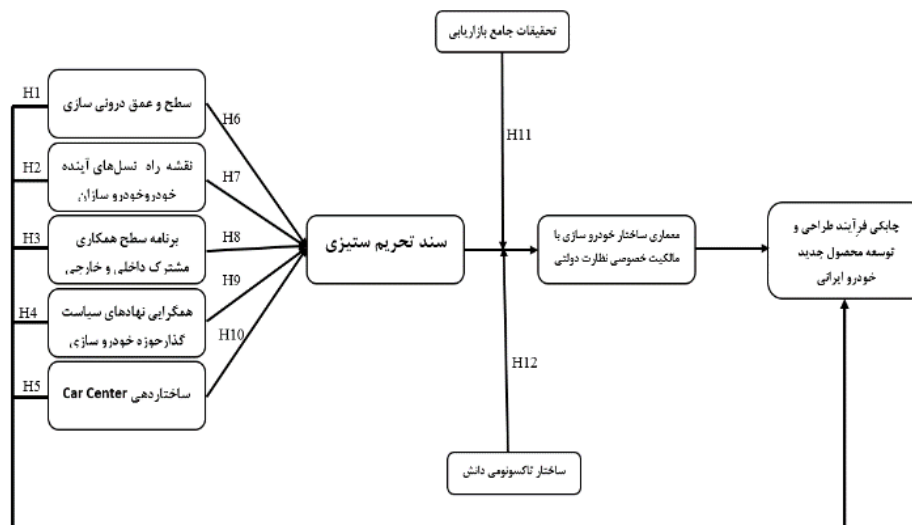 تحقیقات جامع بازاریابی
H1
سطح و عمق درونی سازی
H6
H11
H2
نقشه راه نسل‌های آینده
خودروخودرو سازان
H7
H3
برنامه سطح همکاری
مشترک داخلی و خارجی
H8
سند تحریم ستیزی
معماری ساختار خودرو سازی با
مالکیت خصوصی نظارت دولتی
چابکی فرآیند طراحی و
توسعه محصول جدید
خودرو ایرانی
H9
H4
همگرایی نهادهای سیاست
گذارحوزه خودرو سازی
H10
H5
ساختاردهی Car Center
H12
ساختار تاکسونومی دانش